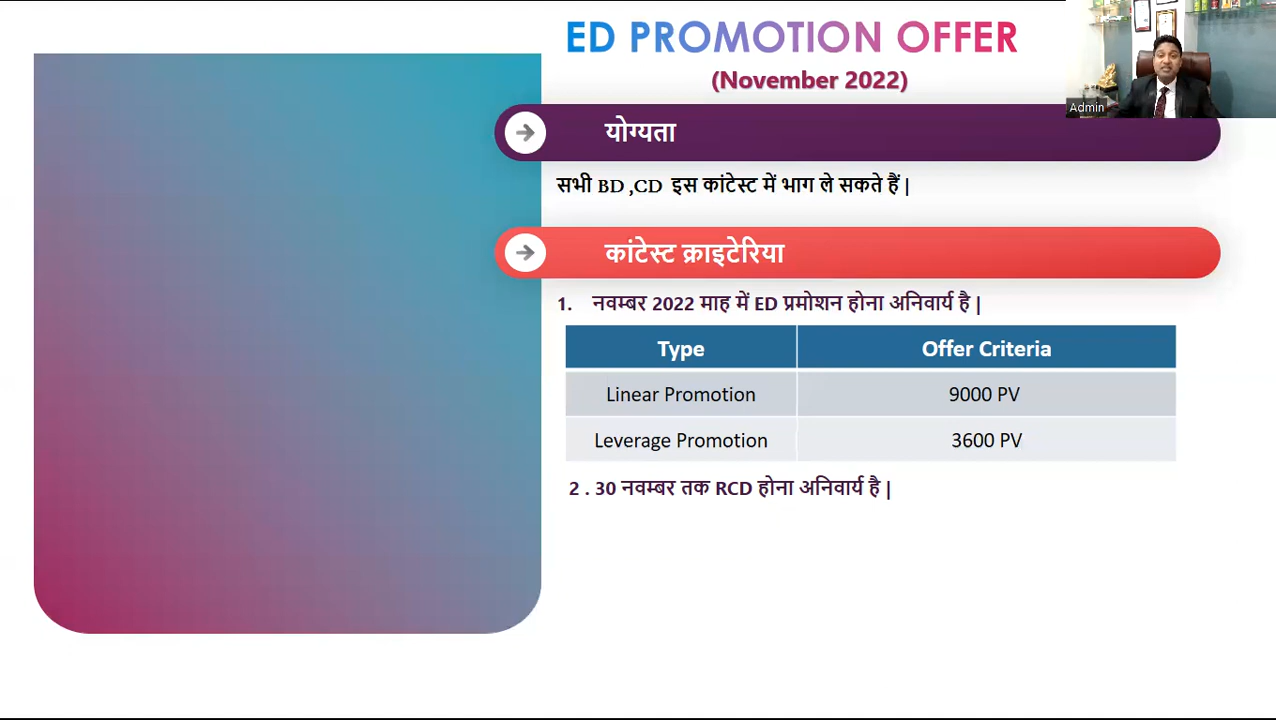 ED PROMOTION OFFER
(November 2022)
Admin
योग्यता
सभी BD ,CD इस कांटेस्ट में भाग ले सकते हैं |
कांटेस्ट क्राइटेरिया
1. नवम्बर 2022 माह में ED प्रमोशन होना अनिवार्य है |
Type Offer Criteria
Linear Promotion 9000 PV
Leverage Promotion 3600 PV
2 . 30 नवम्बर तक RCD होना अनिवार्य है |